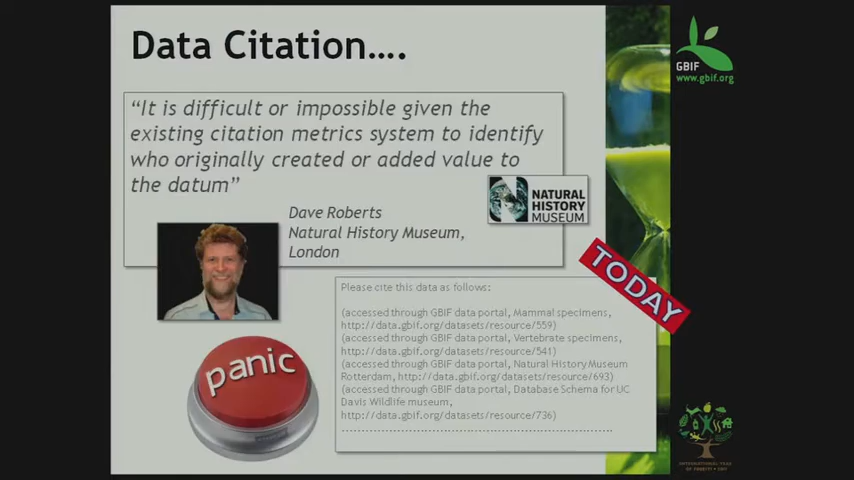 Data Citation....
GBIF
www.gbif.org
“It is difficult or impossible given the
existing citation metrics system to identify
who originally created or added value to
the datum”
Dave Roberts
Natural History Museum,
London
NATURAL
HISTORY
MUSEUM
TODAY
Please cite this data as follows:
(accessed through GBIF data portal, Mammal specimens,
http://data.gbif.org/datasets/resource/559)
(accessed through GBIF data portal, Vertebrate specimens,
http://data.gbif.org/datasets/resource/541)
(accessed through GBIF data portal, Natural History Museum
Rotterdam, http://data.gbif.org/datasets/resource/693)
(accessed through GBIF data portal, Database Schema for UC
Davis Wildlife museum,
http://data.gbif.org/datasets/resource/736)
................................................................
panic
INTERNATIONAL YEAR
OF FORESTS • 2011